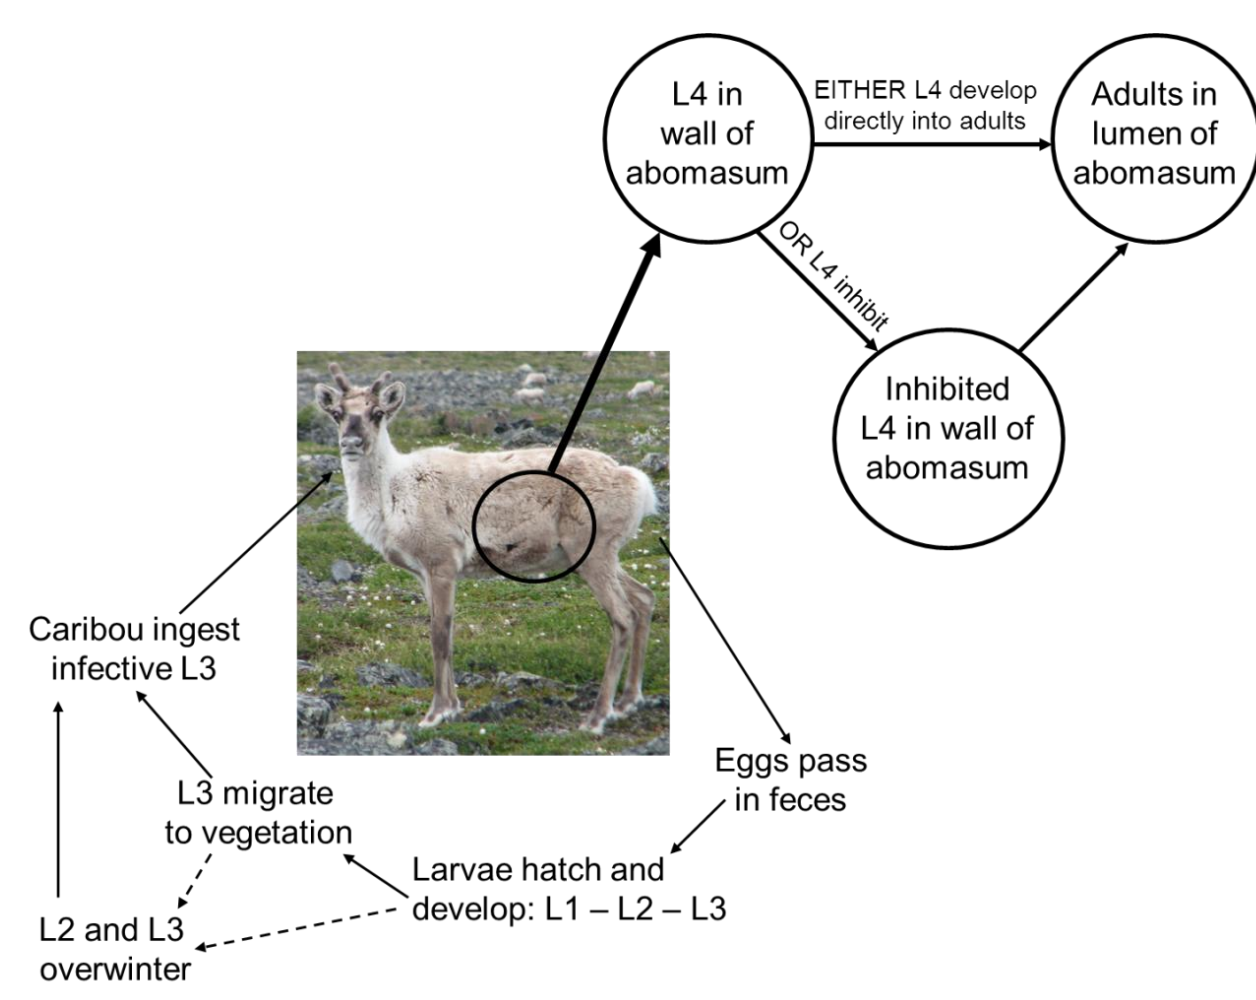 L4 in
wall of
abomasum
EITHER L4 develop
directly into adults
Adults in
lumen of
abomasum
OR L4 inhibit
Inhibited
L4 in wall of
abomasum
Caribou ingest
infective L3
Eggs pass
in feces
L3 migrate
to vegetation
Larvae hatch and
develop: L1 – L2 – L3
L2 and L3
overwinter